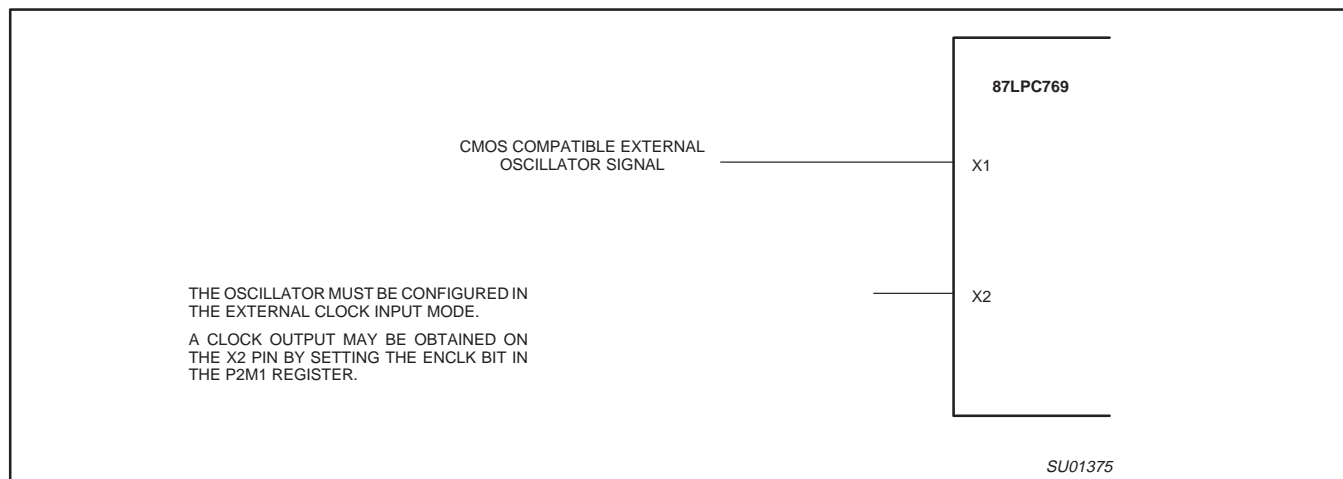 87LPC769
CMOS COMPATIBLE EXTERNAL
OSCILLATOR SIGNAL
X1
THE OSCILLATOR MUST BE CONFIGURED IN
THE EXTERNAL CLOCK INPUT MODE.
X2
A CLOCK OUTPUT MAY BE OBTAINED ON
THE X2 PIN BY SETTING THE ENCLK BIT IN
THE P2M1 REGISTER.
SU01375